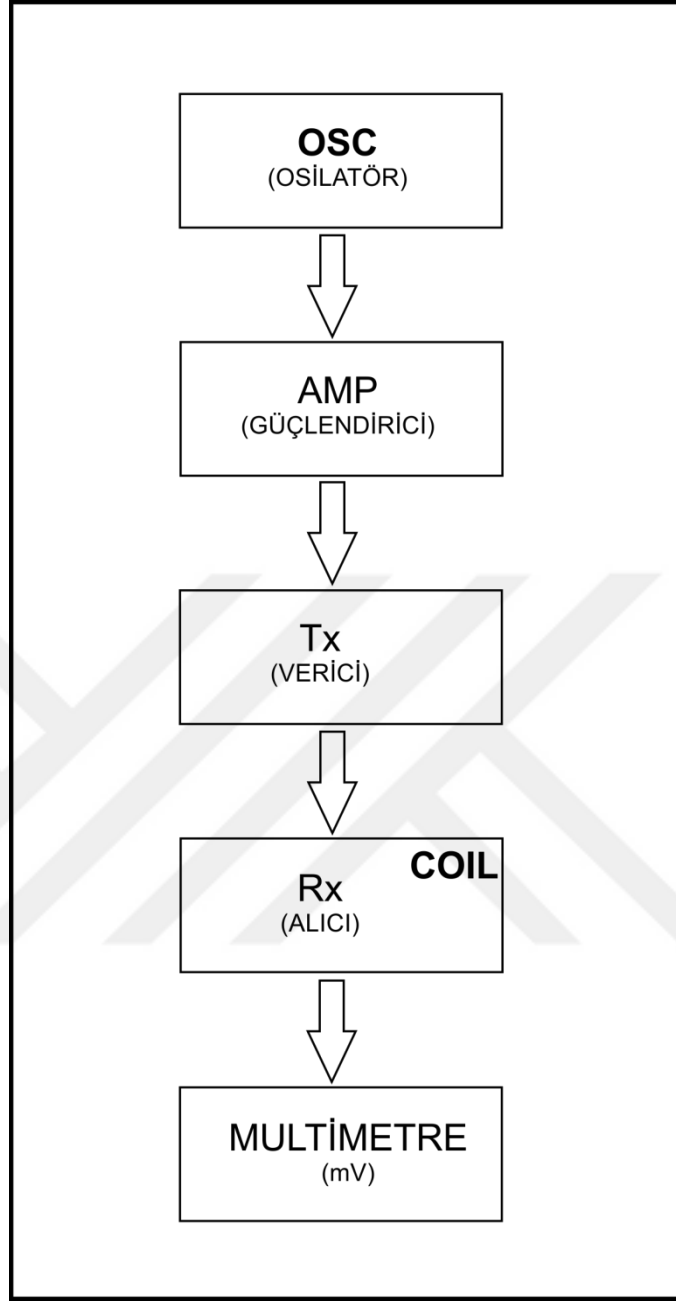 OSC
(OSİLATÖR)
AMP
(GÜÇLENDİRİCİ)
Tx
(VERİCİ)
COIL
Rx
(ALICI)
MULTİMETRE
(mV)